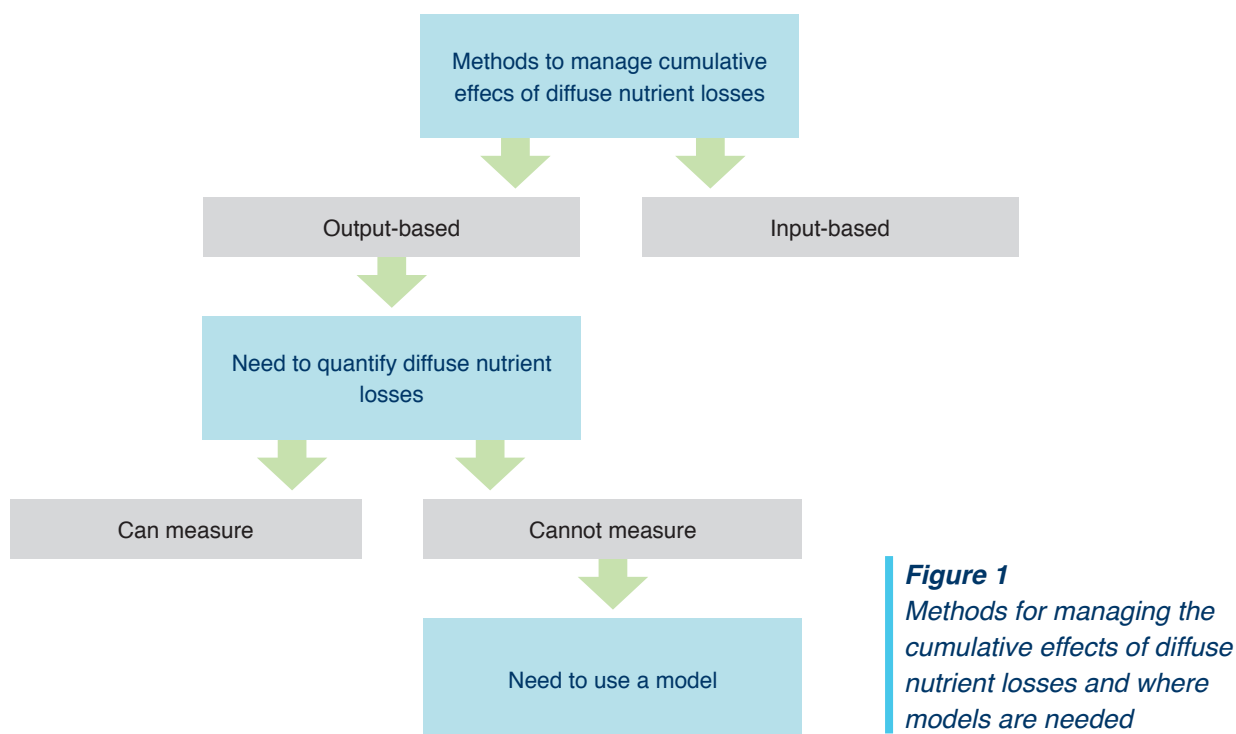 Methods to manage cumulative
effecs of diffuse nutrient losses
Output-based
Input-based
Need to quantify diffuse nutrient
losses
Can measure
Cannot measure
Need to use a model
Figure 1
Methods for managing the
cumulative effects of diffuse
nutrient losses and where
models are needed